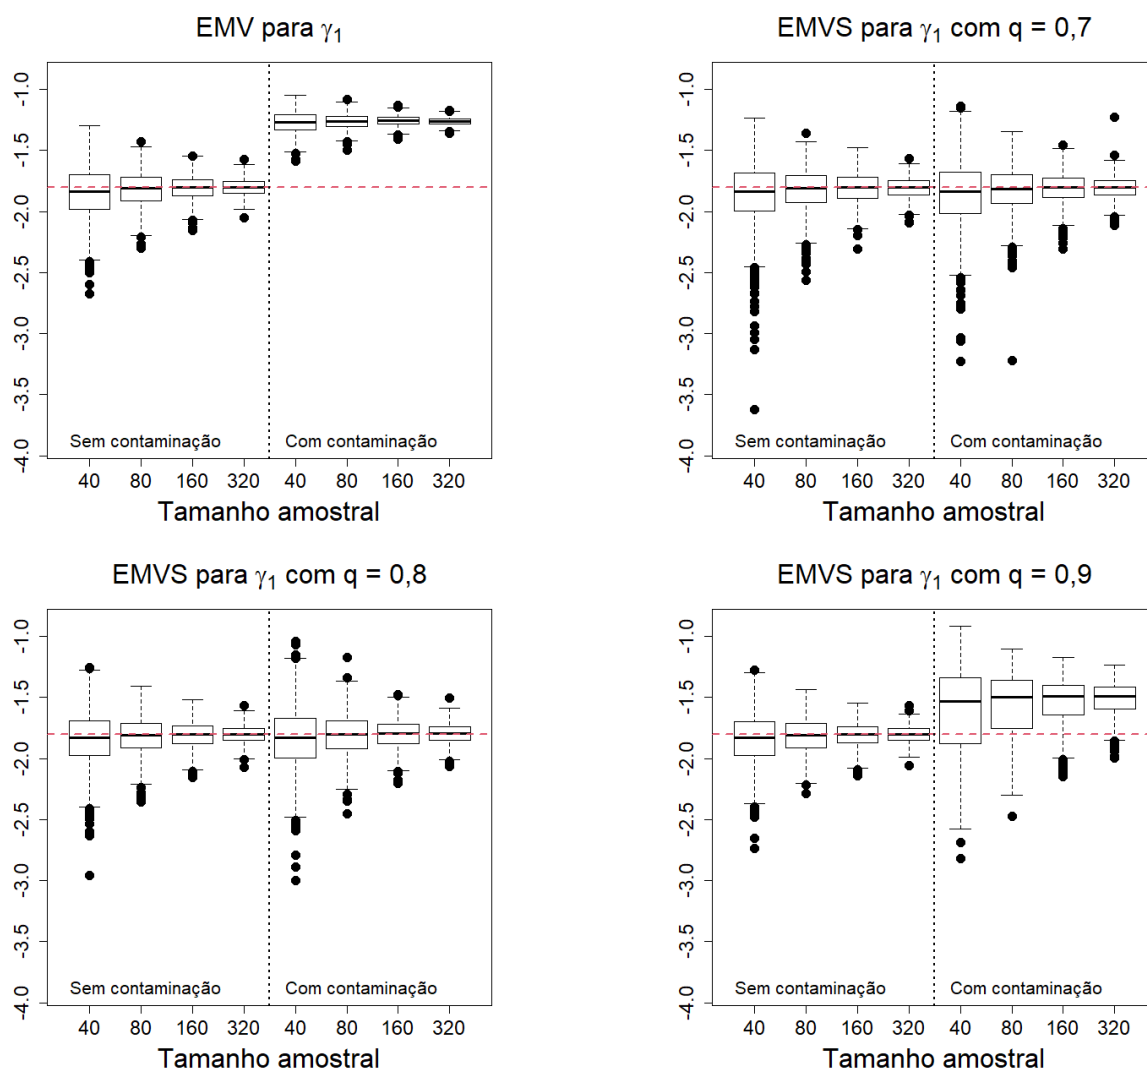 EMV para γ1
-1.0
-1.5
-2.0
-2.5
-3.0
-3.5
-4.0
Sem contaminação
Com contaminação
40 80 160 320 40 80 160 320
Tamanho amostral
EMVS para γ1 com q = 0,7
-1.0
-1.5
-2.0
-2.5
-3.0
-3.5
-4.0
Sem contaminação
Com contaminação
40 80 160 320 40 80 160 320
Tamanho amostral
EMVS para γ1 com q = 0,8
-1.0
-1.5
-2.0
-2.5
-3.0
-3.5
-4.0
Sem contaminação
Com contaminação
40 80 160 320 40 80 160 320
Tamanho amostral
EMVS para γ1 com q = 0,9
-1.0
-1.5
-2.0
-2.5
-3.0
-3.5
-4.0
Sem contaminação
Com contaminação
40 80 160 320 40 80 160 320
Tamanho amostral